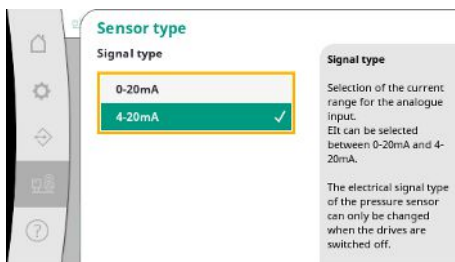 Sensor type
Signal type
0-20mA
4-20mA
Signal type
Selection of the current
range for the analogue
input.
EIt can be selected
between 0-20mA and 4-
20mA.
The electrical signal type
of the pressure sensor
can only be changed
when the drives are
switched off.